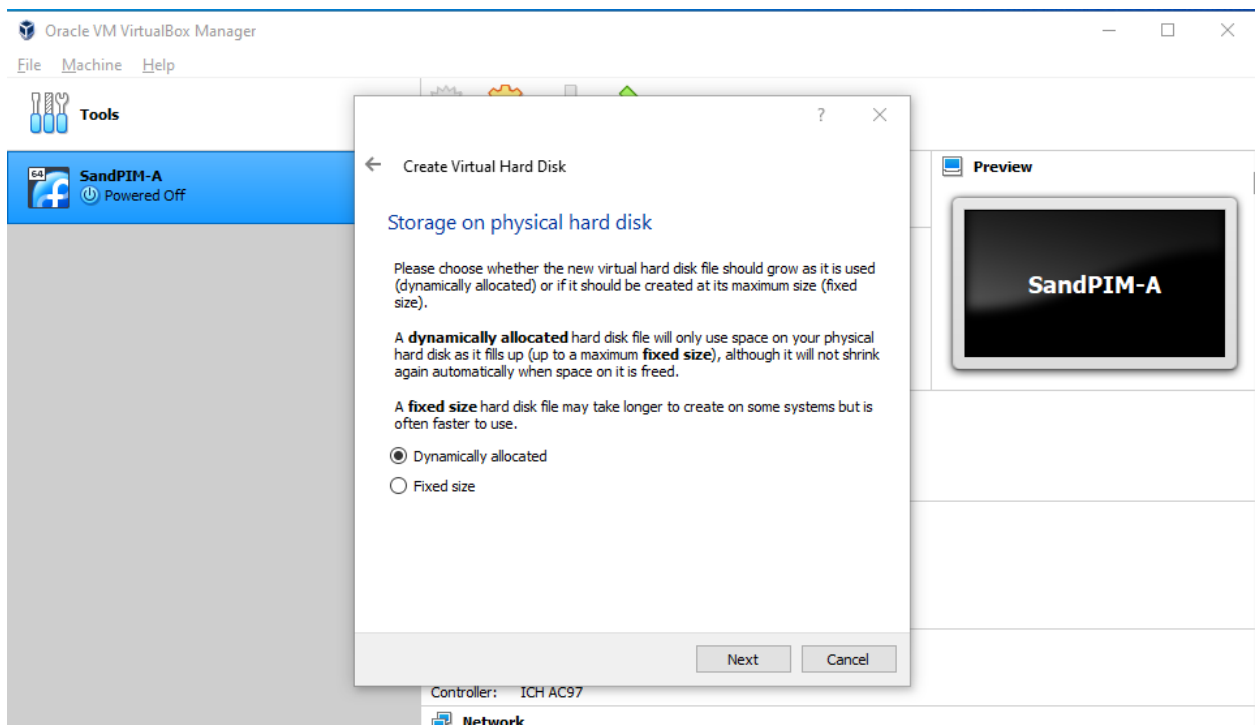 Oracle VM VirtualBox Manager
File Machine Help
Tools
64
SandPIM-A
Powered Off
?
Create Virtual Hard Disk
Storage on physical hard disk
Please choose whether the new virtual hard disk file should grow as it is used
(dynamically allocated) or if it should be created at its maximum size (fixed
size).
A dynamically allocated hard disk file will only use space on your physical
hard disk as it fills up (up to a maximum fixed size), although it will not shrink
again automatically when space on it is freed.
A fixed size hard disk file may take longer to create on some systems but is
often faster to use.
Dynamically allocated
Fixed size
Next Cancel
Preview
SandPIM-A
Controller: ICH AC97
Network